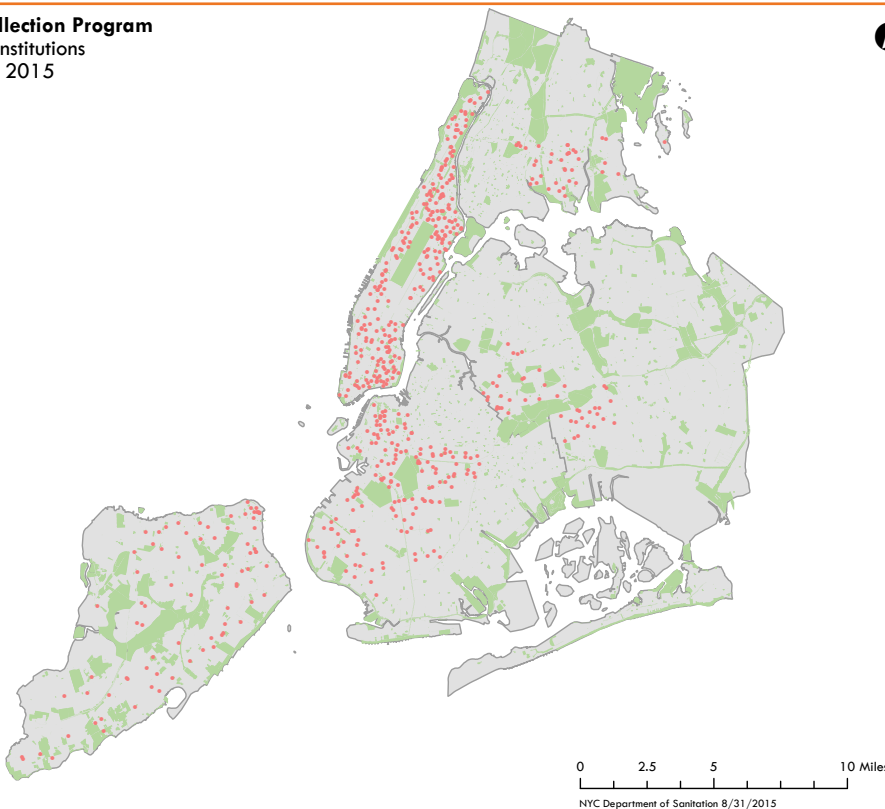 llection Program
nstitutions
2015
0 2.5 5 10 Miles
NYC Department of Sanitation 8/31/2015